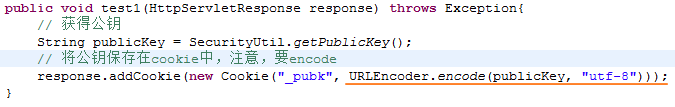 public void test1(HttpServletResponse response) throws Exception{
// 获得公钥
String publicKey = SecurityUtil.getPublicKey();
// 将公钥保存在cookie中，注意，要encode
response.addCookie(new Cookie("_pubk", URLEncoder.encode(publicKey, "utf-8")));
}